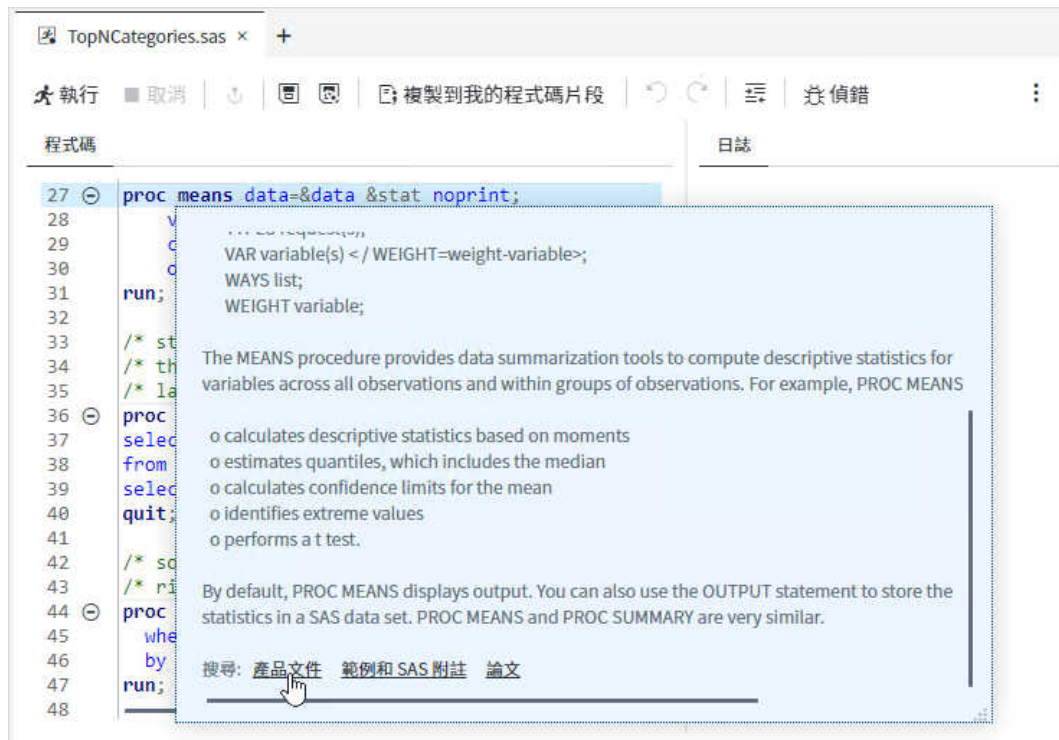 TopNCategories.sas × +
執行 取消 複製到我的程式碼片段 偵錯
程式碼
日誌
27 proc means data=&data &stat noprint;
28 v
29 c
30 o
31 run;
32
33 /* st
34 /* th
35 /* la
36 proc
37 selec
38 from
39 selec
40 quit;
41
42 /* so
43 /* ri
44 proc
45 whe
46 by
47 run;
48
VAR variable(s) < / WEIGHT=weight-variable>;
WAYS list;
WEIGHT variable;
The MEANS procedure provides data summarization tools to compute descriptive statistics for
variables across all observations and within groups of observations. For example, PROC MEANS
o calculates descriptive statistics based on moments
o estimates quantiles, which includes the median
o calculates confidence limits for the mean
o identifies extreme values
o performs a t test.
By default, PROC MEANS displays output. You can also use the OUTPUT statement to store the
statistics in a SAS data set. PROC MEANS and PROC SUMMARY are very similar.
搜尋: 產品文件 範例和 SAS 附註 論文